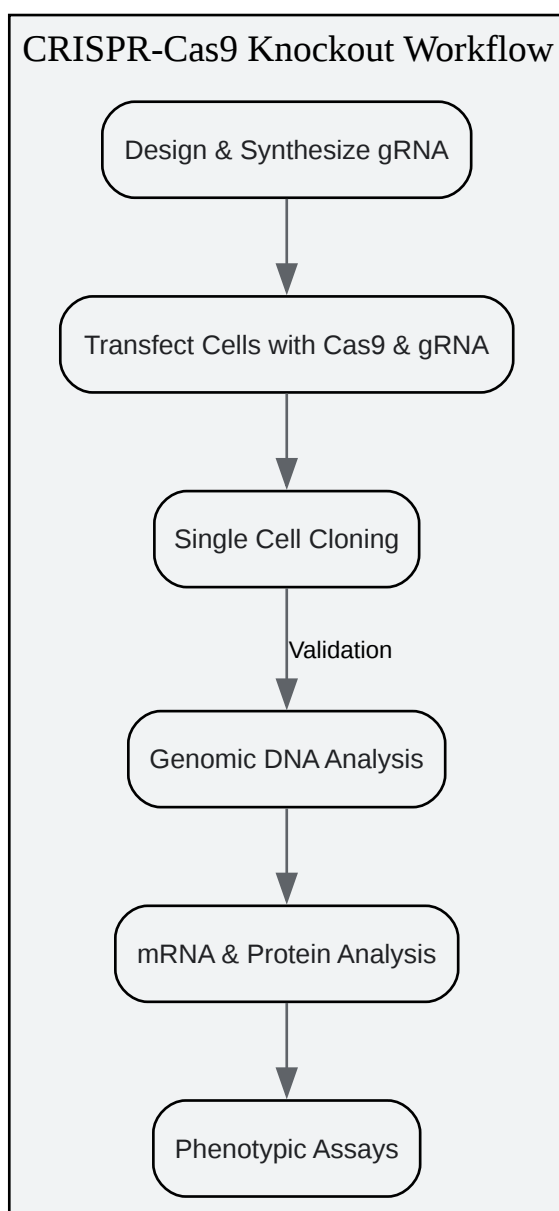 CRISPR-Cas9 Knockout Workflow
Design & Synthesize gRNA
Transfect Cells with Cas9 & gRNA
Single Cell Cloning
Validation
Genomic DNA Analysis
mRNA & Protein Analysis
Phenotypic Assays